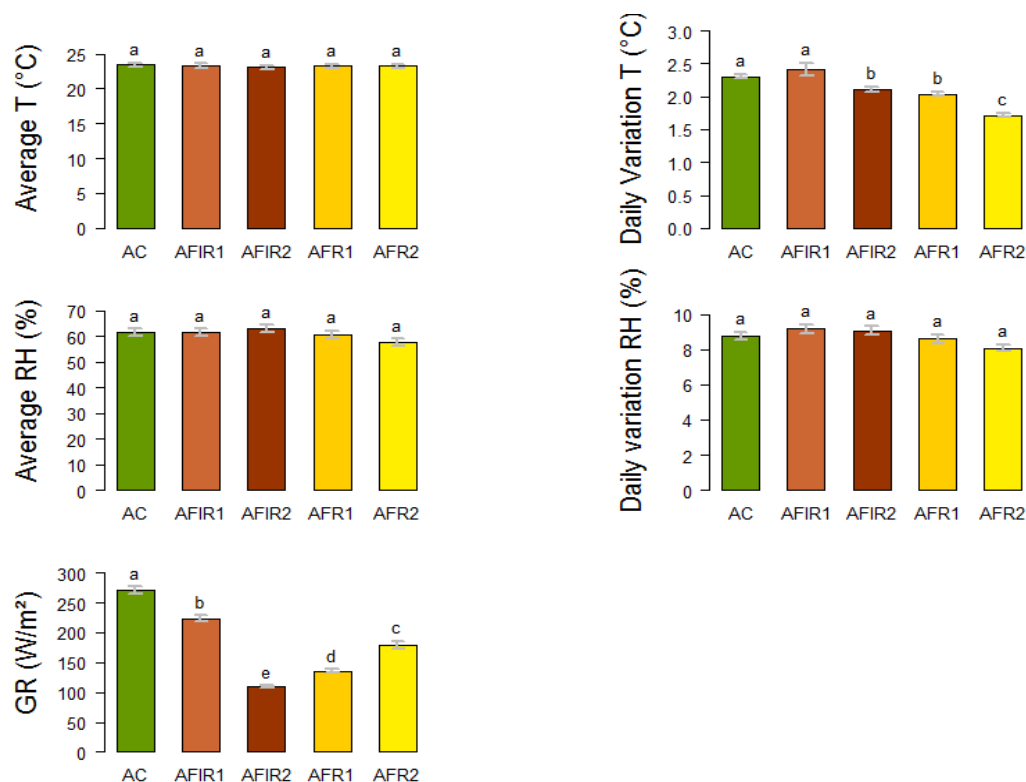 Average T (°C)
25
20
15
10
5
0
a a a a a
AC AFIR1 AFIR2 AFR1 AFR2
Daily Variation T (°C)
3.0
2.5
2.0
1.5
1.0
0.5
0.0
a a b b c
AC AFIR1 AFIR2 AFR1 AFR2
Average RH (%)
70
60
50
40
30
20
10
0
a a a a a
AC AFIR1 AFIR2 AFR1 AFR2
Daily variation RH (%)
10
8
6
4
2
0
a a a a a
AC AFIR1 AFIR2 AFR1 AFR2
GR (W/m²)
300
250
200
150
100
50
0
a b e d c
AC AFIR1 AFIR2 AFR1 AFR2